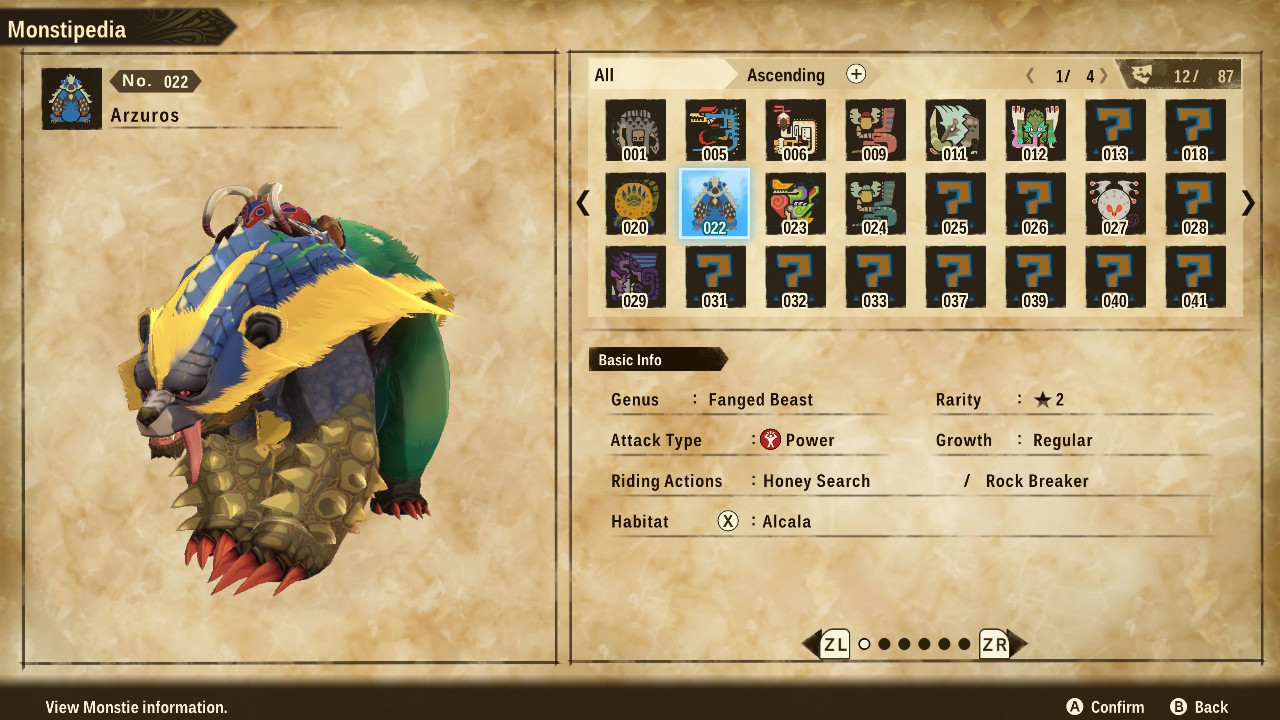 Monstipedia
No. 022
Arzuros
All
Ascending
1/ 4
12/ 87
001 005 006 009 011 012 013 018
020 022 023 024 025 026 027 028
029 031 032 033 037 039 040 041
Basic Info
Genus : Fanged Beast
Rarity : ★ 2
Attack Type : Power
Growth : Regular
Riding Actions : Honey Search / Rock Breaker
Habitat X : Alcala
ZL ZR
View Monstie information.
A Confirm B Back